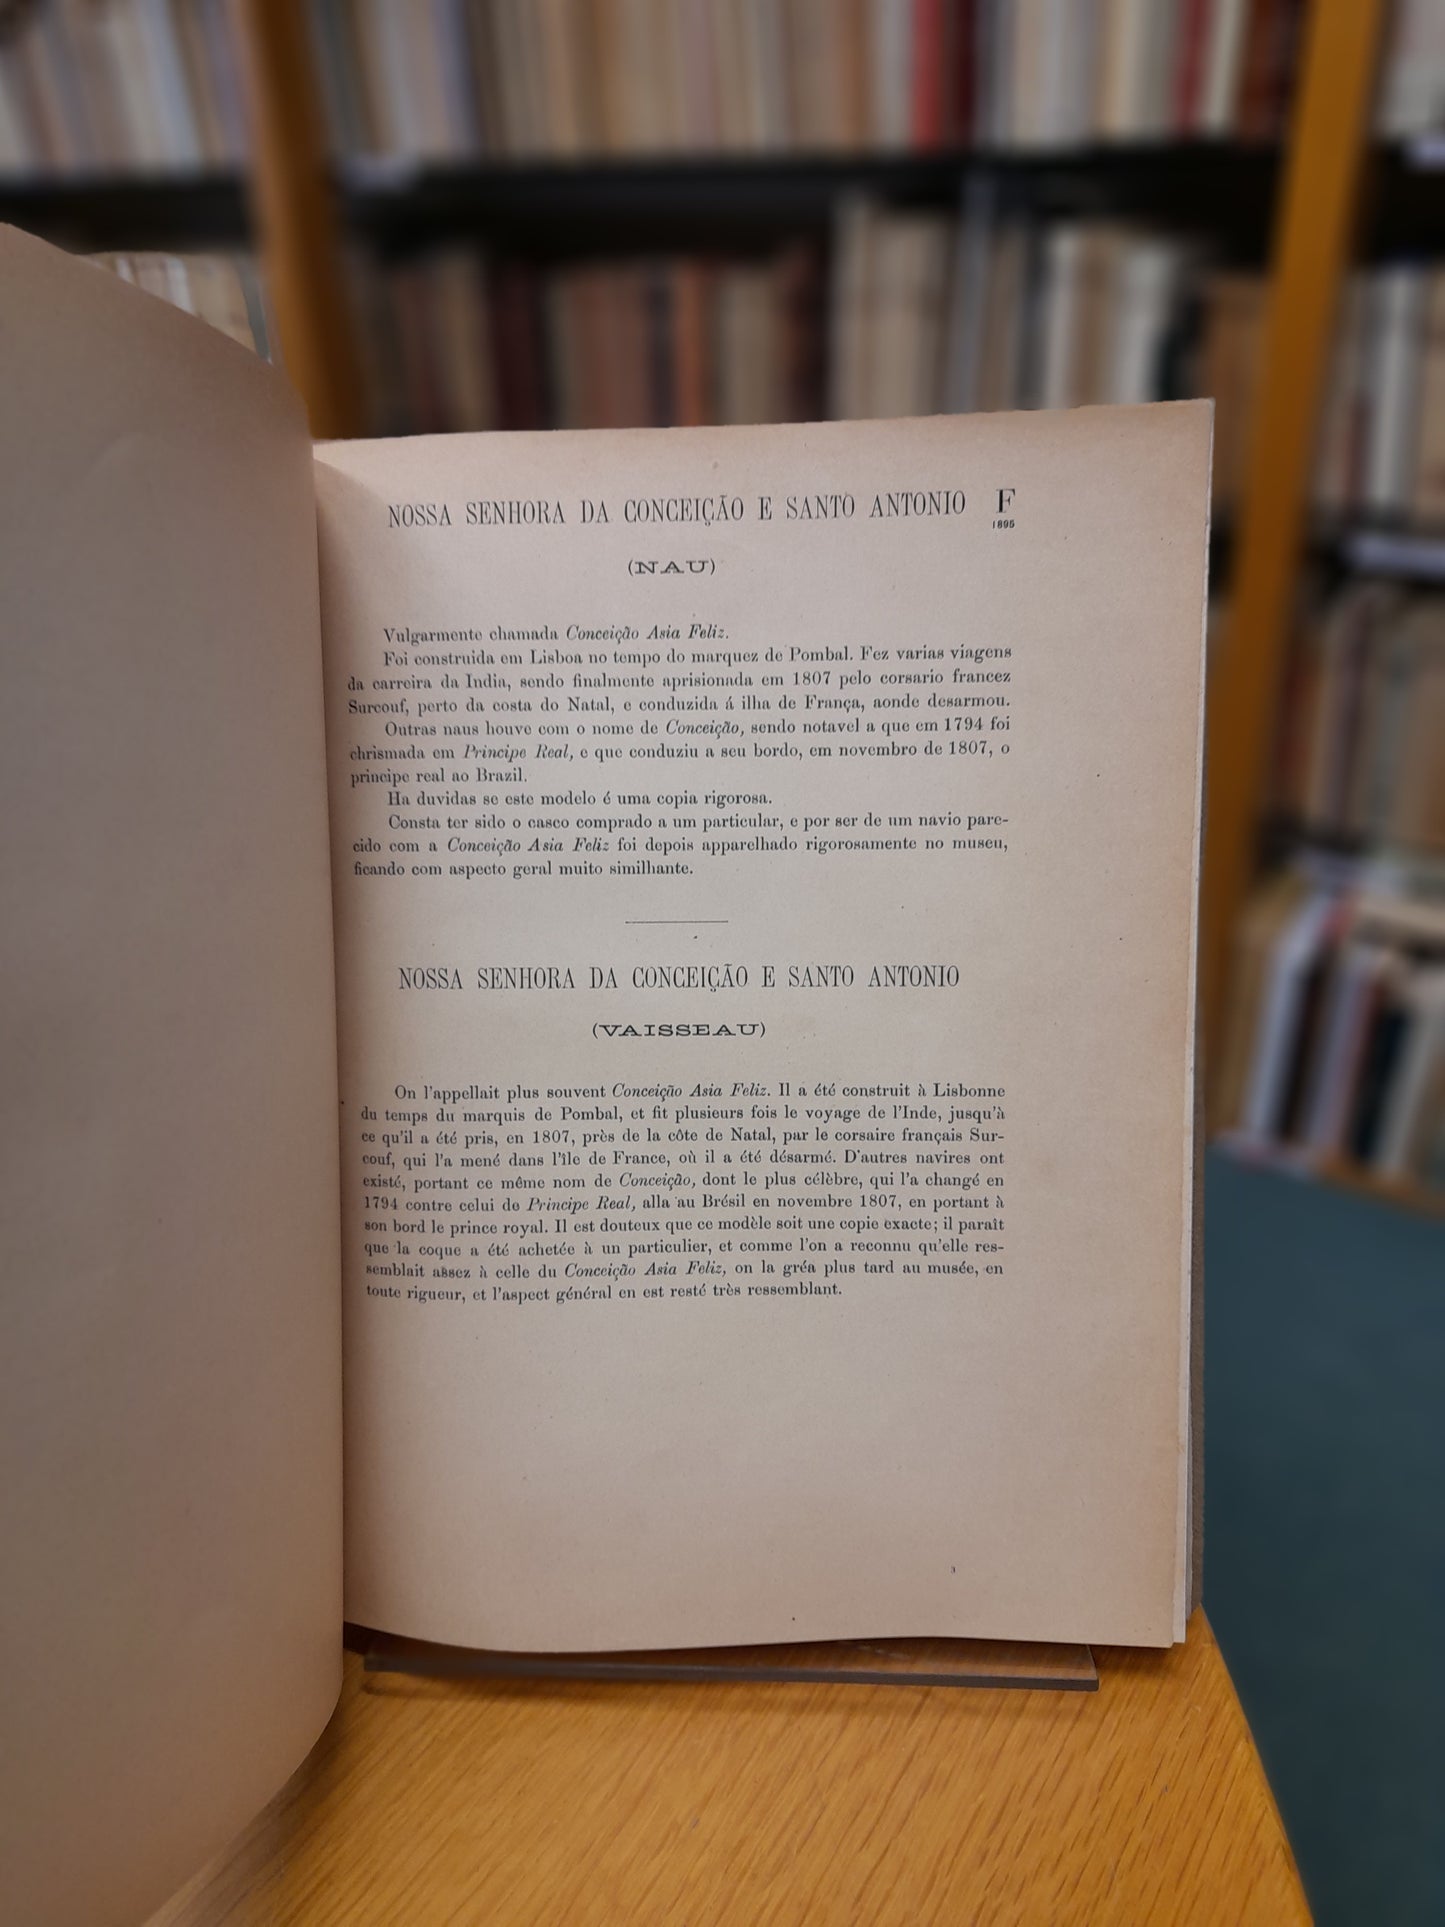 NOSSA SENHORA DA CONCEIÇÃO E SANTO ANTONIO F
1895
(NAU)
Vulgarmente chamada Conceição Asia Feliz.
Foi construida em Lisboa no tempo do marquez de Pombal. Fez varias viagens
da carreira da India, sendo finalmente aprisionada em 1807 pelo corsario francez
Surcouf, perto da costa do Natal, e conduzida á ilha de França, aonde desarmou.
Outras naus houve com o nome de Conceição, sendo notavel a que em 1794 foi
chrismada em Principe Real, e que conduziu a seu bordo, em novembro de 1807, o
principe real ao Brazil.
Ha duvidas se este modelo é uma copia rigorosa.
Consta ter sido o casco comprado a um particular, e por ser de um navio pare-
cido com a Conceição Asia Feliz foi depois apparelhado rigorosamente no museu,
ficando com aspecto geral muito similhante.
NOSSA SENHORA DA CONCEIÇÃO E SANTO ANTONIO
(VAISSEAU)
On l'appellait plus souvent Conceição Asia Feliz. Il a été construit à Lisbonne
du temps du marquis de Pombal, et fit plusieurs fois le voyage de l'Inde, jusqu'à
ce qu'il a été pris, en 1807, près de la côte de Natal, par le corsaire français Sur-
couf, qui l'a mené dans l'île de France, où il a été désarmé. D'autres navires ont
existé, portant ce même nom de Conceição, dont le plus célèbre, qui l'a changé en
1794 contre celui de Principe Real, alla au Brésil en novembre 1807, en portant à
son bord le prince royal. Il est douteux que ce modèle soit une copie exacte; il paraît
que la coque a été achetée à un particulier, et comme l'on a reconnu qu'elle res-
semblait assez à celle du Conceição Asia Feliz, on la gréa plus tard au musée, en
toute rigueur, et l'aspect général en est resté très ressemblant.
3